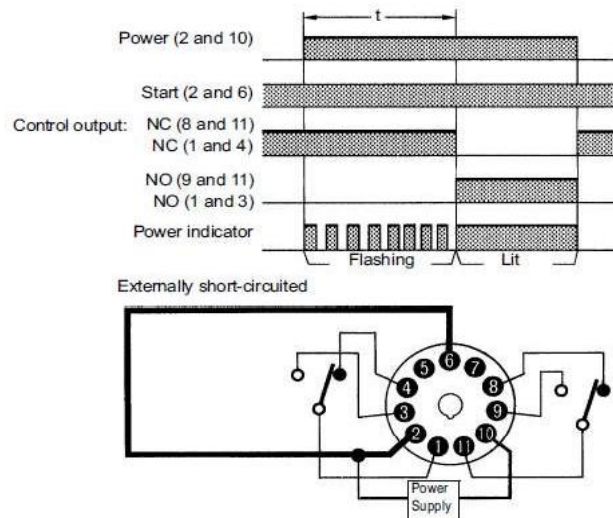 t
Power (2 and 10)
Start (2 and 6)
Control output: NC (8 and 11)
NC (1 and 4)
NO (9 and 11)
NO (1 and 3)
Power indicator
Flashing Lit
Externally short-circuited
6
5 7
4 8
3 9
2 10
1 11
Power
Supply